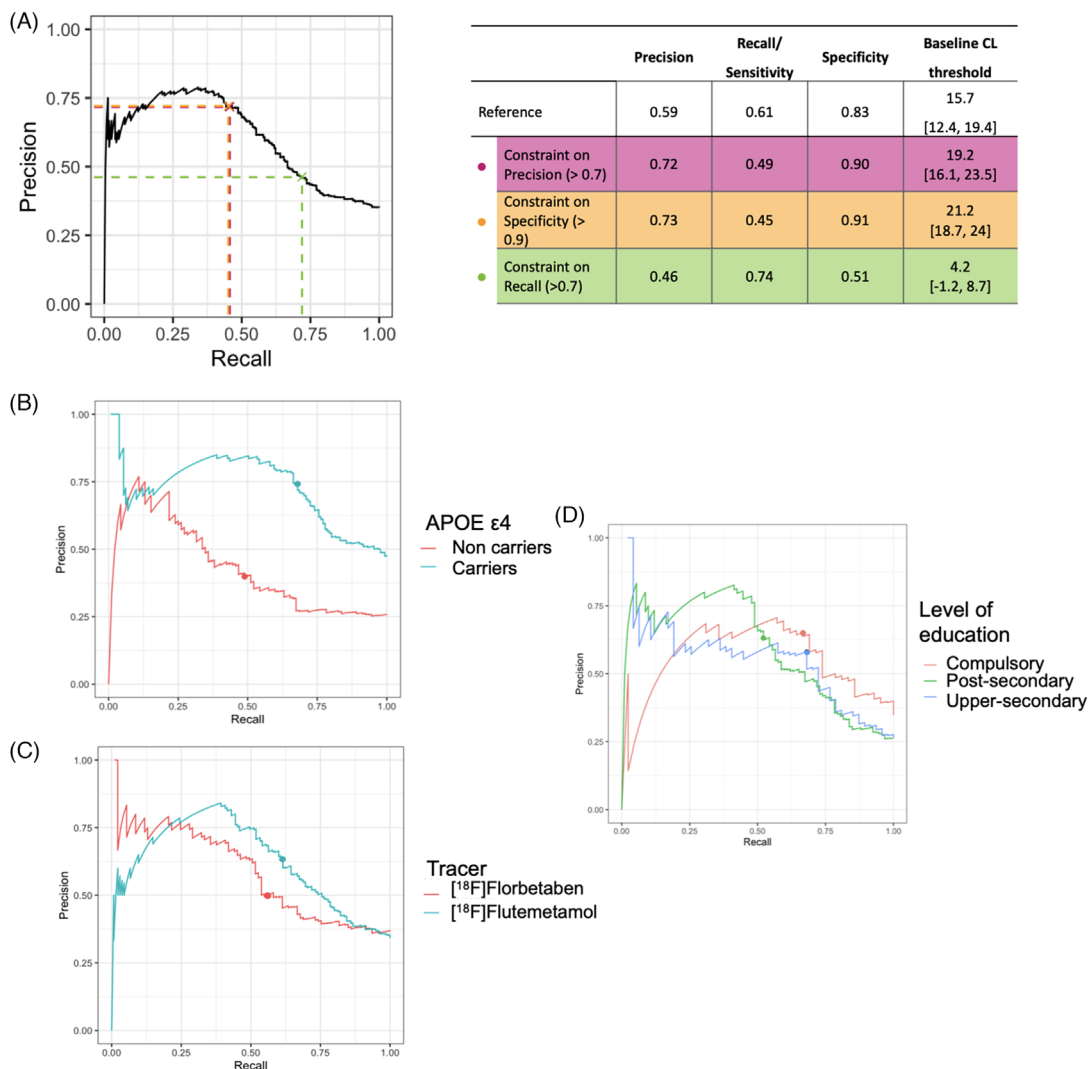 (A)
1.00
0.75
0.50
0.25
0.00
Precision
0.00 0.25 0.50 0.75 1.00
Recall
Precision Recall/ Sensitivity Specificity Baseline CL threshold
Reference 0.59 0.61 0.83 15.7 [12.4, 19.4]
Constraint on Precision (> 0.7) 0.72 0.49 0.90 19.2 [16.1, 23.5]
Constraint on Specificity (> 0.9) 0.73 0.45 0.91 21.2 [18.7, 24]
Constraint on Recall (>0.7) 0.46 0.74 0.51 4.2 [-1.2, 8.7]
(B)
1.00
0.75
0.50
0.25
0.00
Precision
0.00 0.25 0.50 0.75 1.00
Recall
APOE ε4
Non carriers
Carriers
(C)
1.00
0.75
0.50
0.25
0.00
Precision
0.00 0.25 0.50 0.75 1.00
Recall
Tracer
[¹⁸F]Florbetaben
[¹⁸F]Flutemetamol
(D)
1.00
0.75
0.50
0.25
0.00
Precision
0.00 0.25 0.50 0.75 1.00
Recall
Level of
education
Compulsory
Post-secondary
Upper-secondary